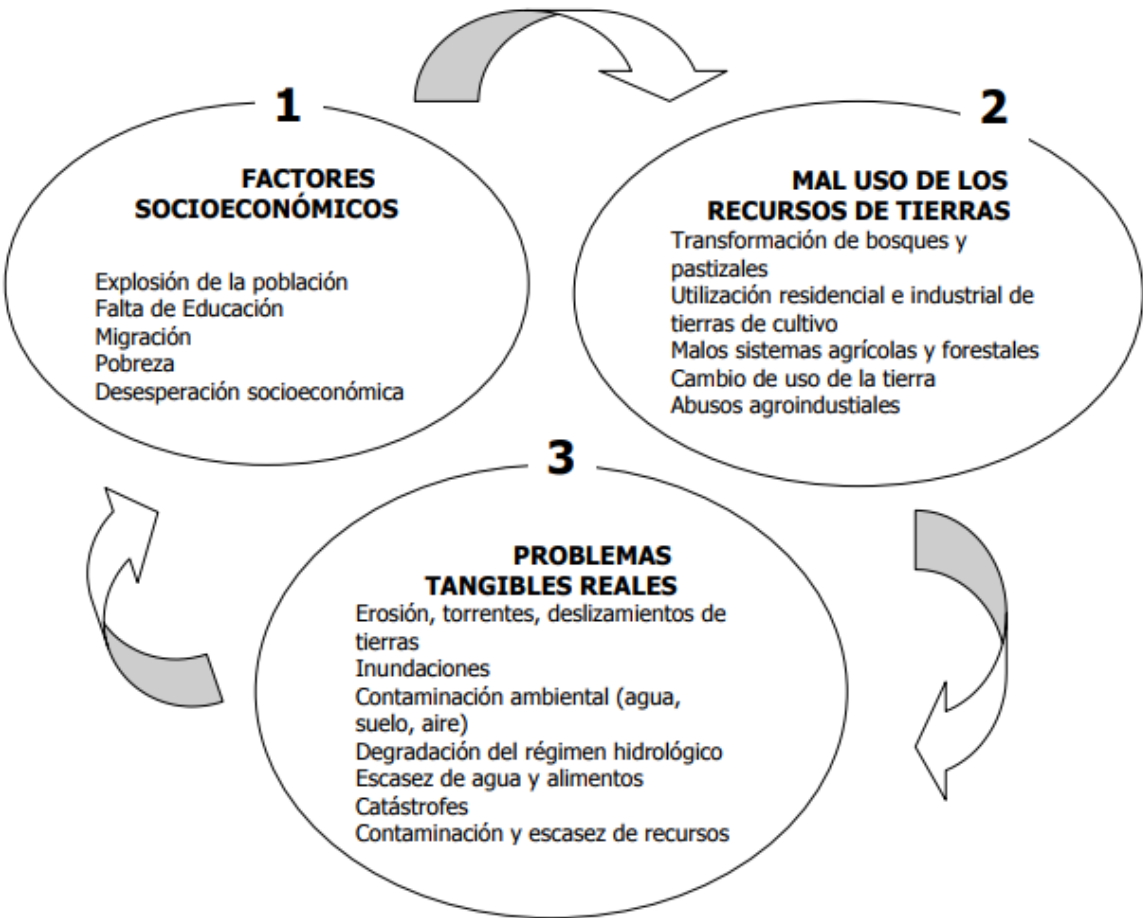 1
FACTORES
SOCIOECONÓMICOS
Explosión de la población
Falta de Educación
Migración
Pobreza
Desesperación socioeconómica
2
MAL USO DE LOS
RECURSOS DE TIERRAS
Transformación de bosques y
pastizales
Utilización residencial e industrial de
tierras de cultivo
Malos sistemas agrícolas y forestales
Cambio de uso de la tierra
Abusos agroindustiales
3
PROBLEMAS
TANGIBLES REALES
Erosión, torrentes, deslizamientos de
tierras
Inundaciones
Contaminación ambiental (agua,
suelo, aire)
Degradación del régimen hidrológico
Escasez de agua y alimentos
Catástrofes
Contaminación y escasez de recursos